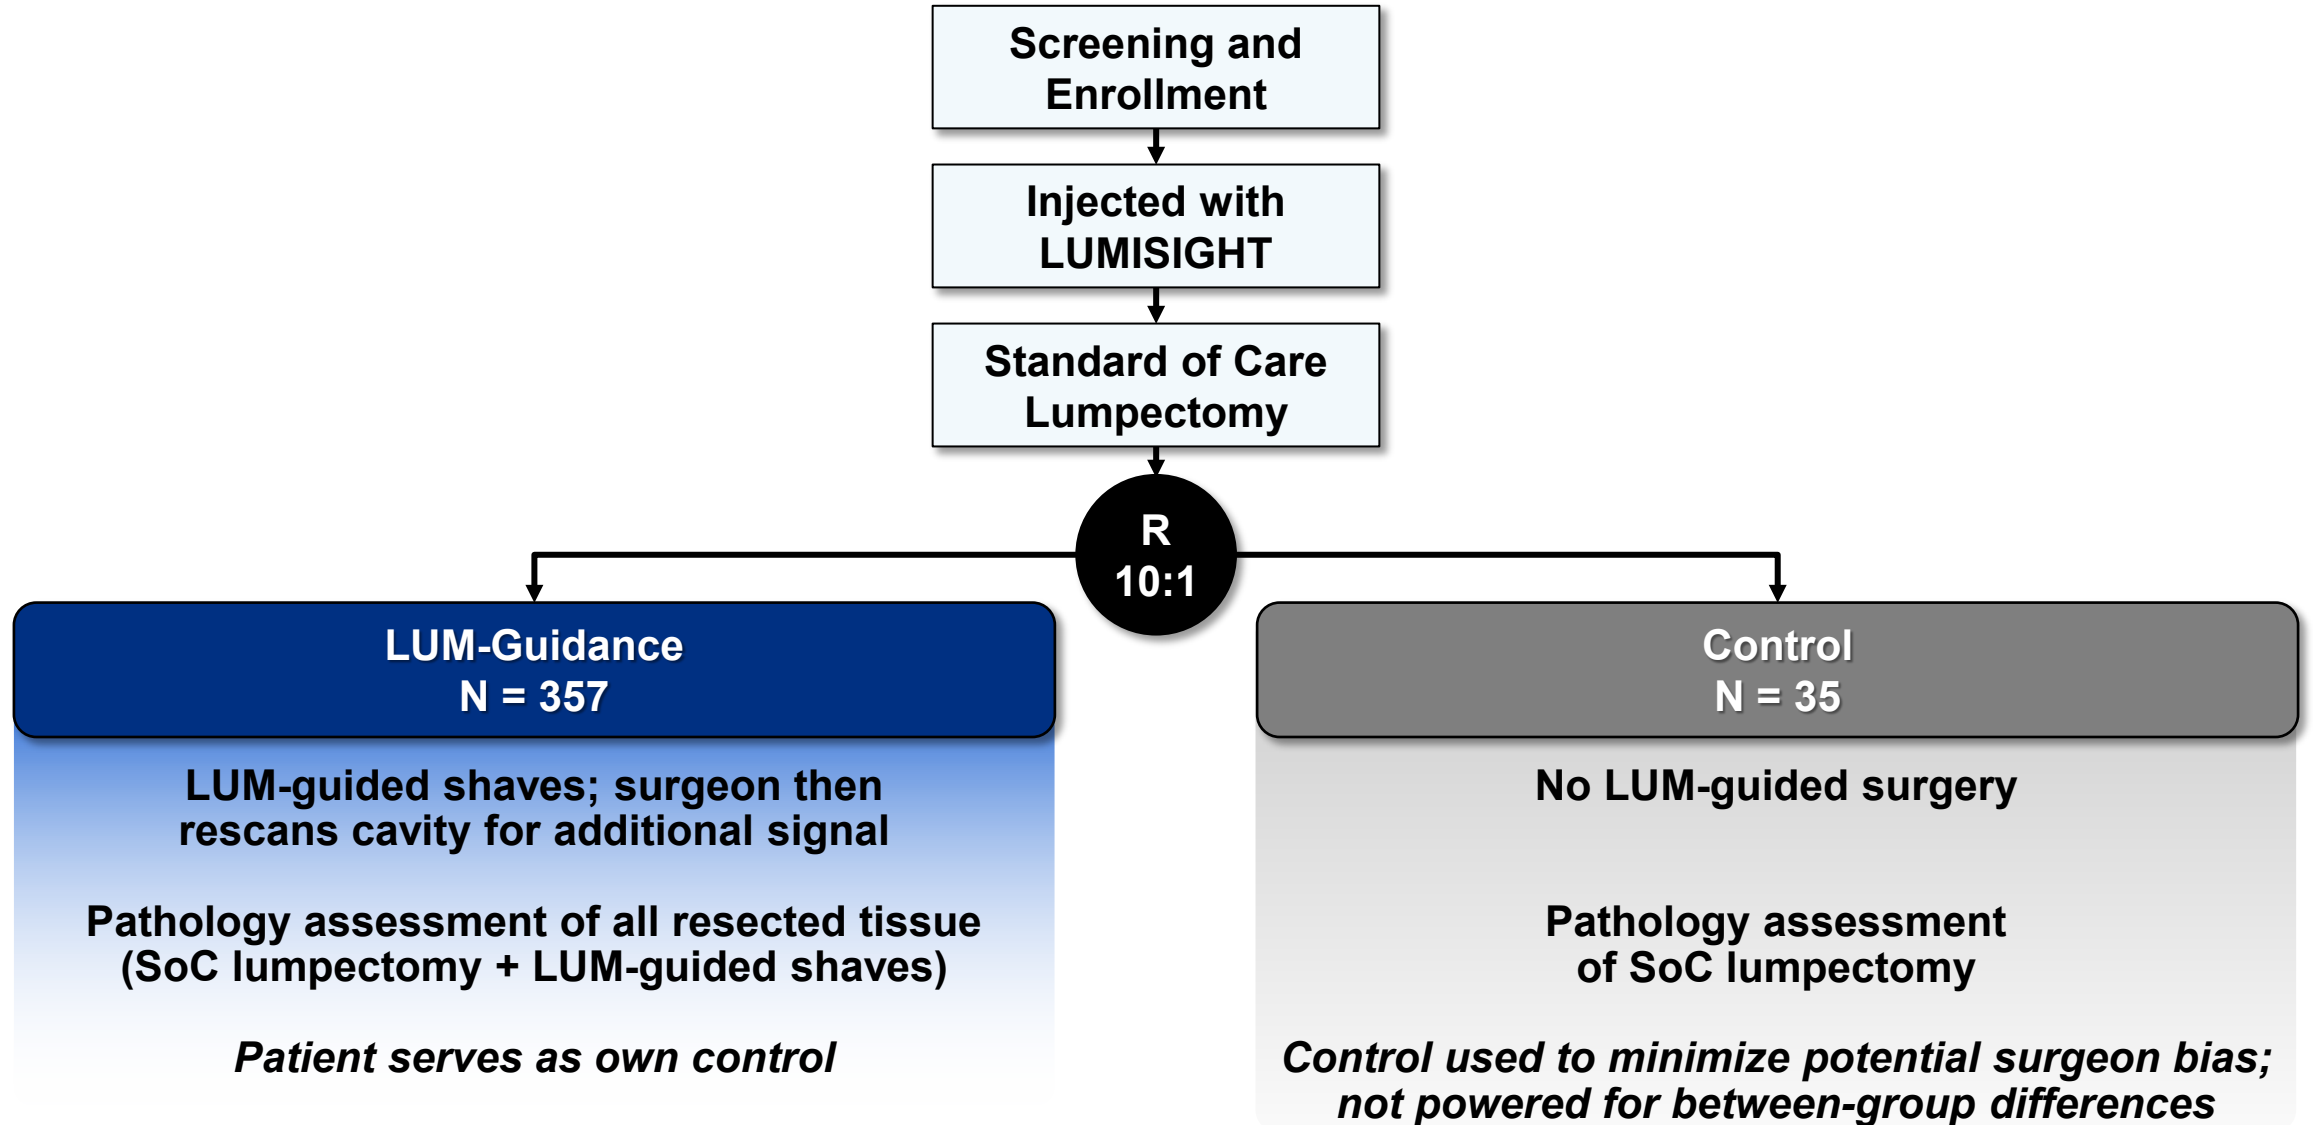 Screening and
Enrollment
Injected with
LUMISIGHT
Standard of Care
Lumpectomy
R
10:1
LUM-Guidance
N = 357
LUM-guided shaves; surgeon then
rescans cavity for additional signal
Pathology assessment of all resected tissue
(SoC lumpectomy + LUM-guided shaves)
Patient serves as own control
Control
N = 35
No LUM-guided surgery
Pathology assessment
of SoC lumpectomy
Control used to minimize potential surgeon bias;
not powered for between-group differences